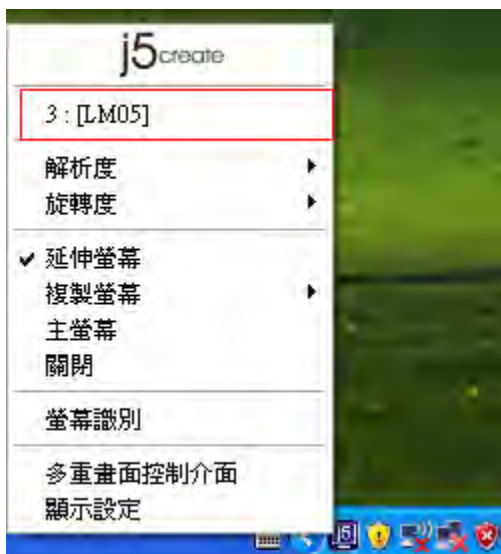 j5create
3 : [LM05]
解析度
旋轉度
延伸螢幕
複製螢幕
主螢幕
關閉
螢幕識別
多重畫面控制介面
顯示設定
j5